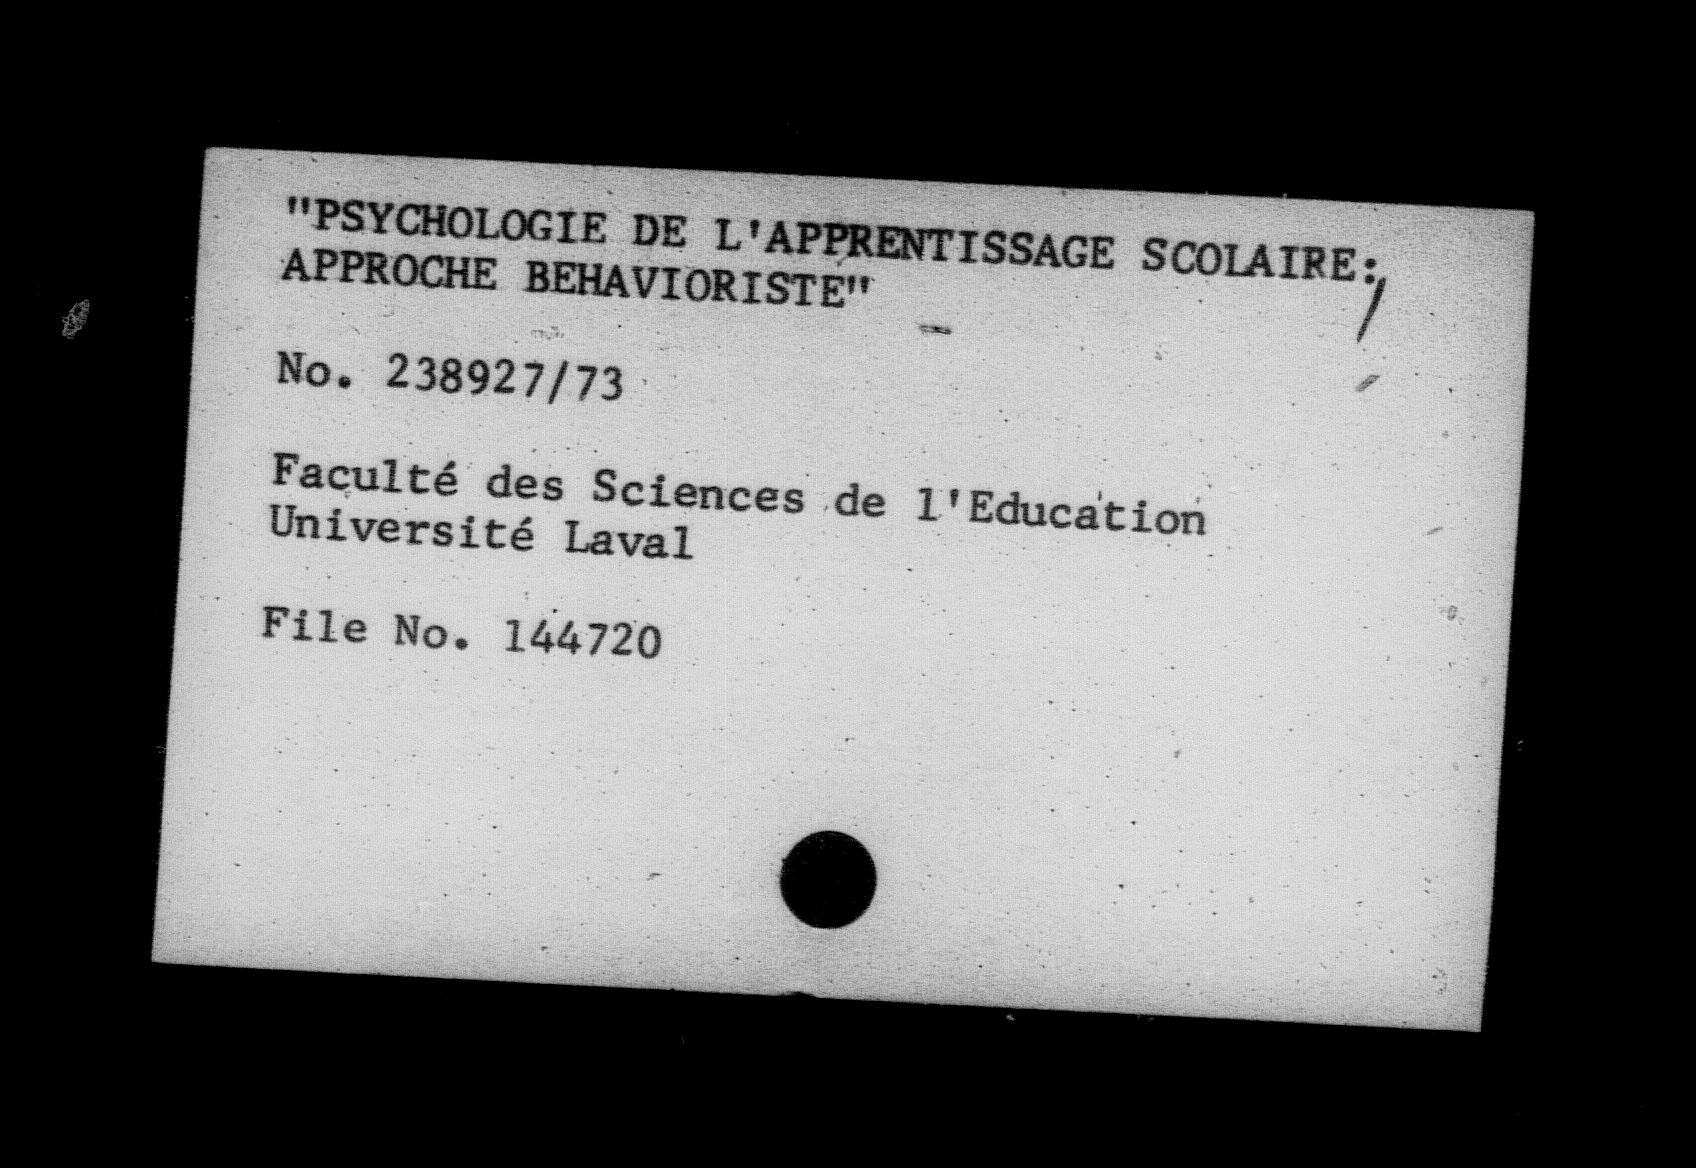 "PSYCHOLOGIE DE L'APPRENTISSAGE SCOLAIRE:
APPROCHE BEHAVIORISTE"
No. 238927/73
Faculté des Sciences de l'Education
Université Laval
File No. 144720